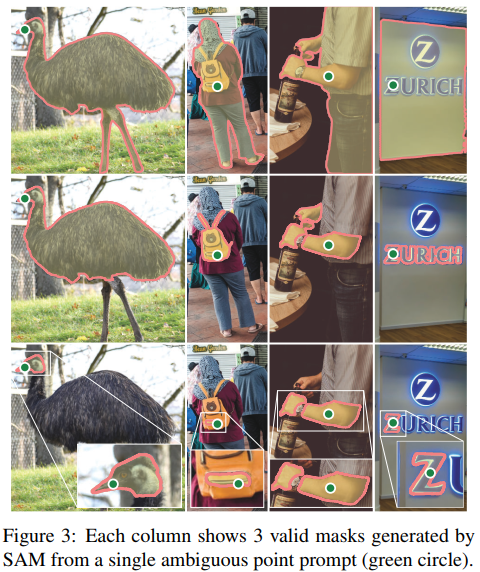 Z
ZURICH
Z
ZURICH
Z
ZURICH
ZU
Figure 3: Each column shows 3 valid masks generated by
SAM from a single ambiguous point prompt (green circle).